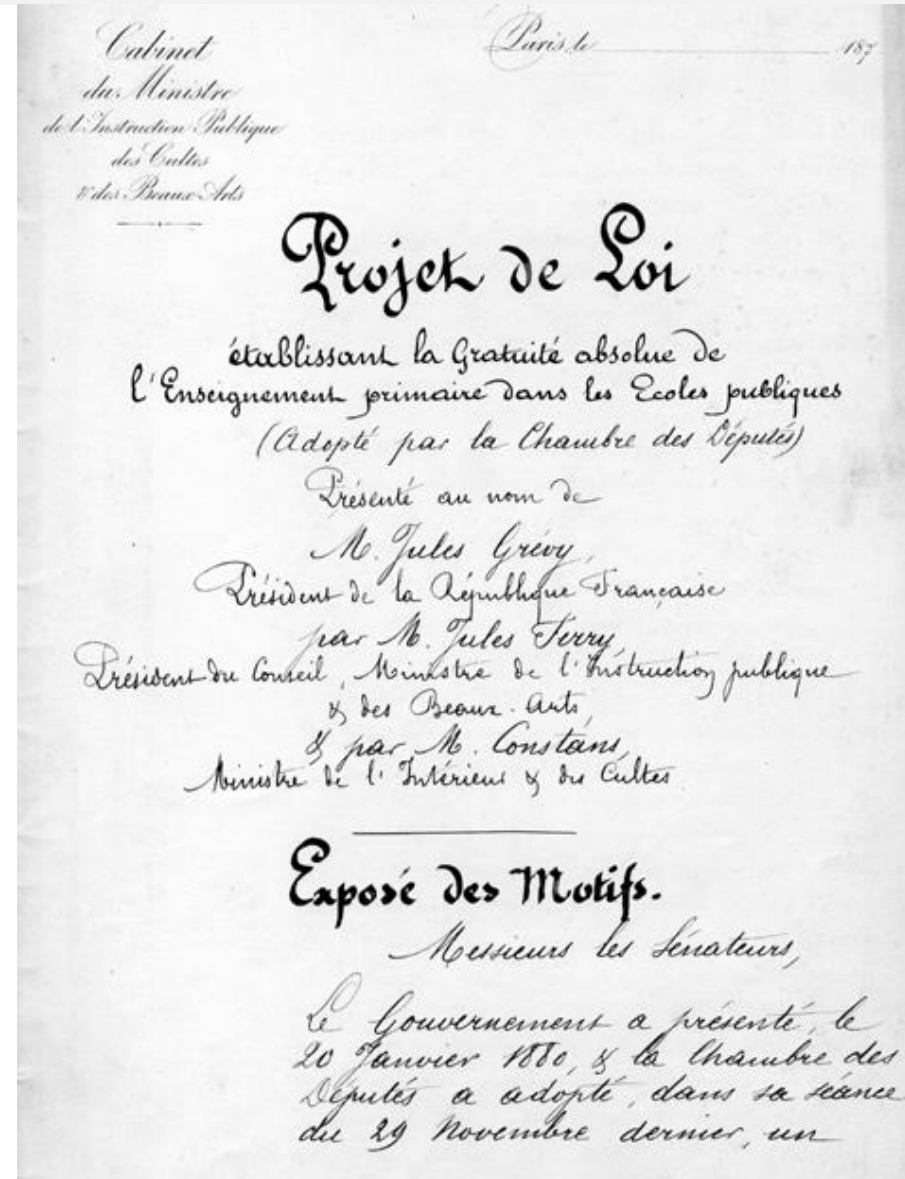 Cabinet
du Ministre
de l'Instruction Publique
des Cultes
& des Beaux-Arts
Paris le 187
Projet de Loi
établissant la Gratuité absolue de
l'Enseignement primaire dans les Ecoles publiques
(Adopté par la Chambre des Députés)
Présenté au nom de
M. Jules Grévy,
Président de la République Française
par M. Jules Ferry,
Président du Conseil, Ministre de l'Instruction publique
& des Beaux-Arts
& par M. Constans,
Ministre de l'Intérieur & des Cultes.
Exposé des Motifs.
Messieurs les Sénateurs,
Le Gouvernement a présenté, le
20 Janvier 1880, & la Chambre des
Députés a adopté, dans sa séance
du 29 Novembre dernier, un